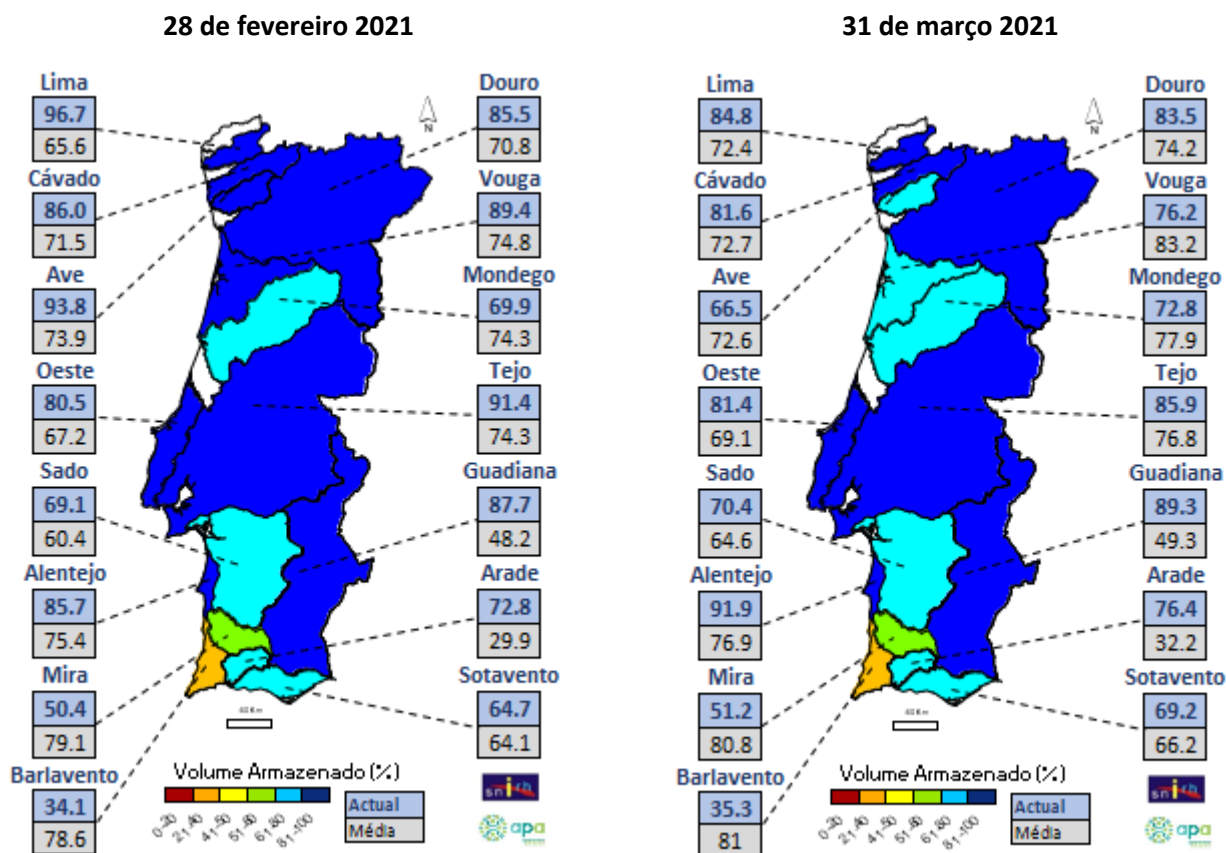 28 de fevereiro 2021
Lima
96.7
65.6
Cávado
86.0
71.5
Ave
93.8
73.9
Oeste
80.5
67.2
Sado
69.1
60.4
Alentejo
85.7
75.4
Mira
50.4
79.1
Barlavento
34.1
78.6
Douro
85.5
70.8
Vouga
89.4
74.8
Mondego
69.9
74.3
Tejo
91.4
74.3
Guadiana
87.7
48.2
Arade
72.8
29.9
Sotavento
64.7
64.1
N
Volume Armazenado (%)
0-20
21-40
41-50
51-60
61-80
81-100
Actual
Média
snirh
apa
31 de março 2021
Lima
84.8
72.4
Cávado
81.6
72.7
Ave
66.5
72.6
Oeste
81.4
69.1
Sado
70.4
64.6
Alentejo
91.9
76.9
Mira
51.2
80.8
Barlavento
35.3
81
Douro
83.5
74.2
Vouga
76.2
83.2
Mondego
72.8
77.9
Tejo
85.9
76.8
Guadiana
89.3
49.3
Arade
76.4
32.2
Sotavento
69.2
66.2
N
Volume Armazenado (%)
0-20
21-40
41-50
51-60
61-80
81-100
Actual
Média
snirh
apa